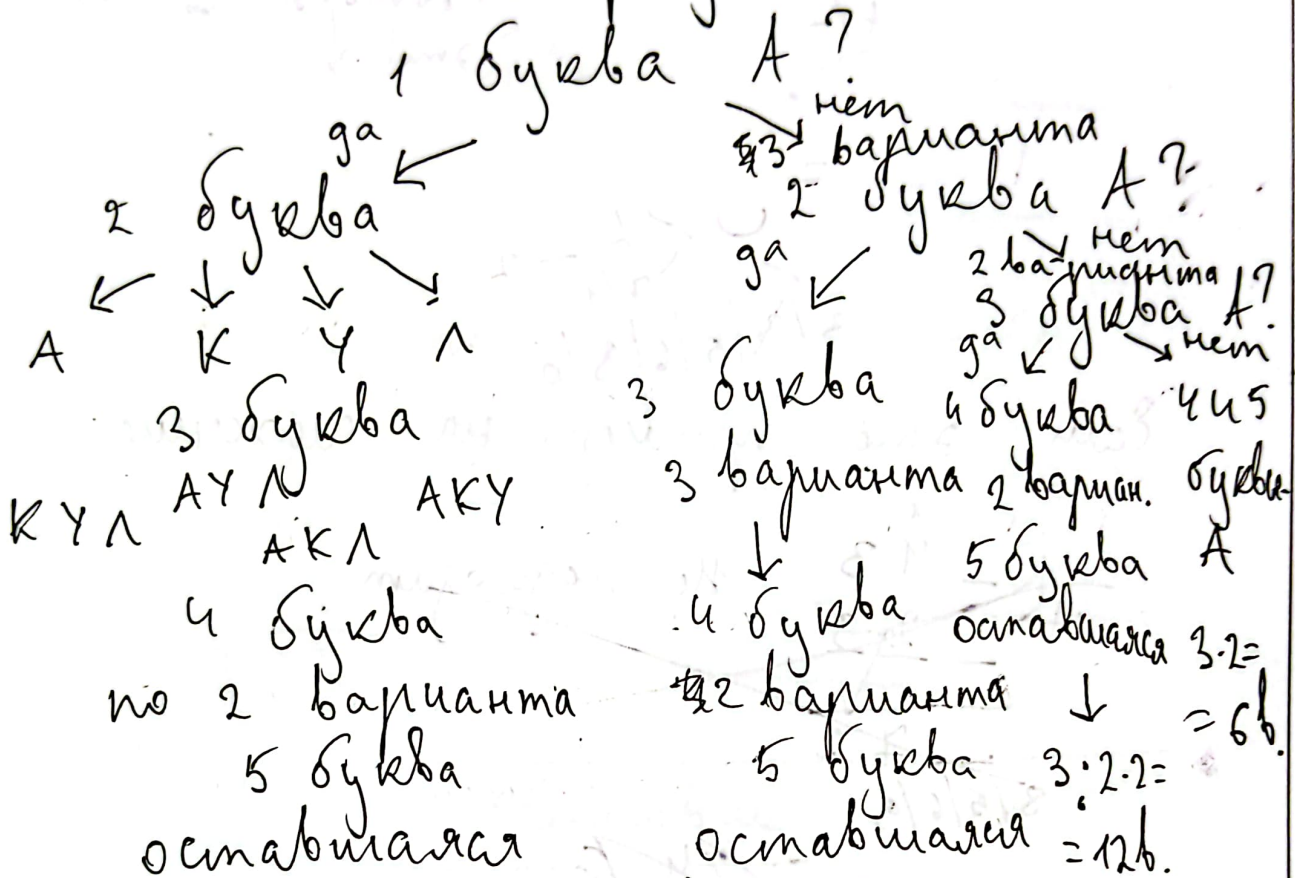 1 буква А?
да
нет
3 варианта
2 буква
2 буква А?
А К У Л
да
нет
2 варианта
3 буква А?
да
нет
3 буква
КУЛ АУЛ АКЛ АКУ
4 буква
по 2 варианта
5 буква
оставшаяся
3 буква
3 варианта
4 буква
2 варианта
5 буква
оставшаяся
4 буква
2 вариан.
5 буква
оставшаяся
3·2·2=
=12в.
4 и 5
буквы-
А
3·2=
=6в.